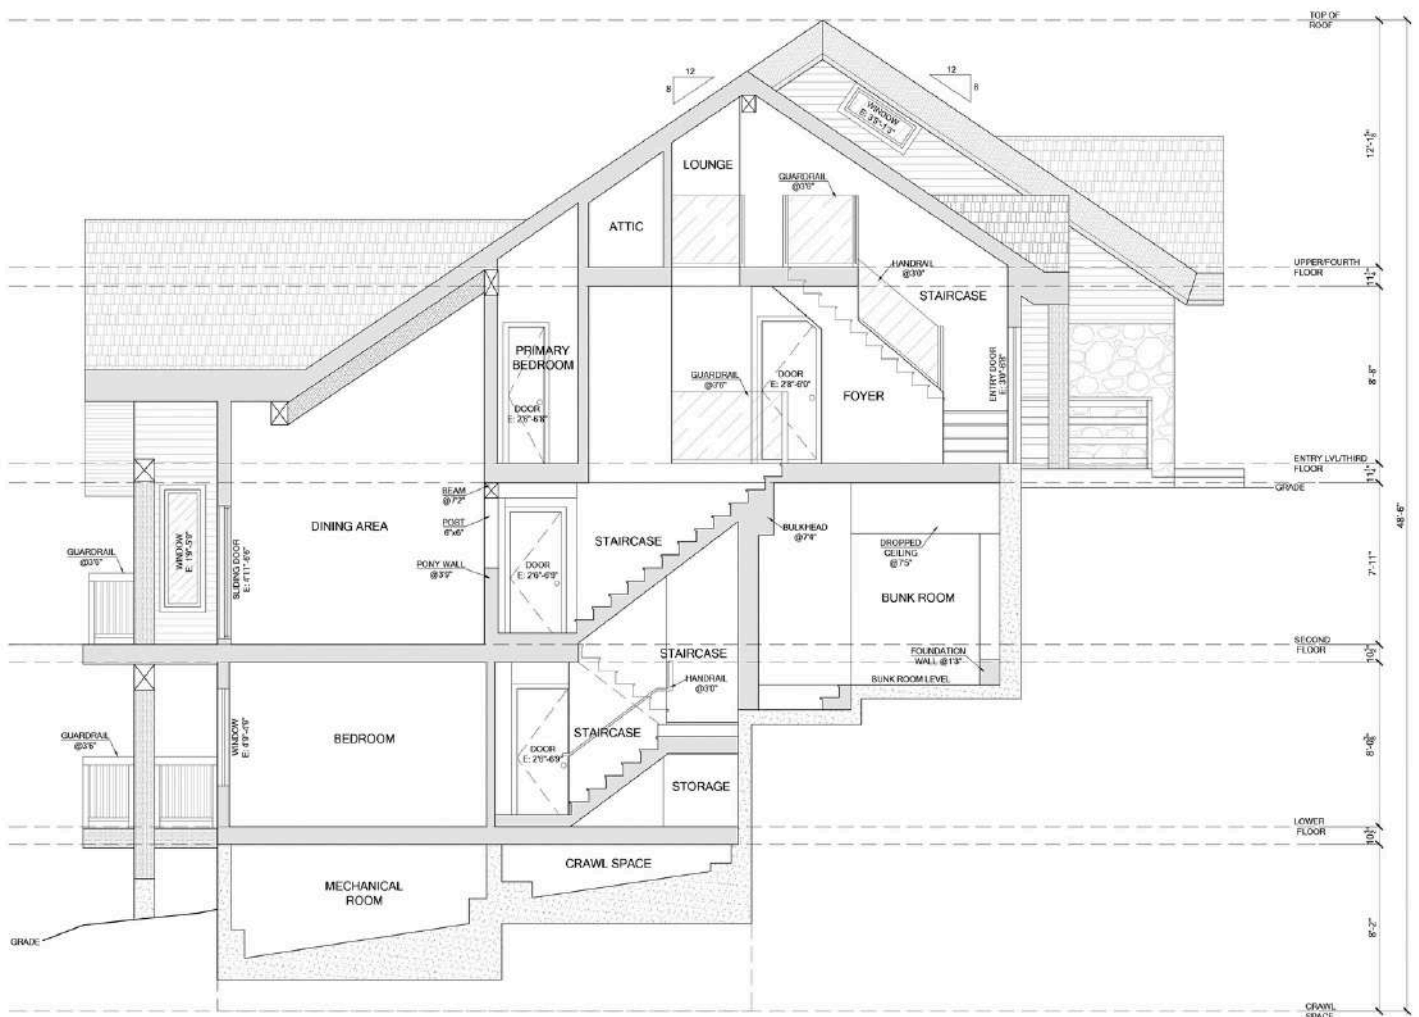 TOP OF
ROOF
12
8
12
8
WINDOW
E: 3'5"-1'3"
LOUNGE
GUARDRAIL
@3'6"
ATTIC
HANDRAIL
@3'0"
STAIRCASE
UPPER/FOURTH
FLOOR
PRIMARY
BEDROOM
DOOR
E: 2'6"-6'8"
GUARDRAIL
@3'6"
DOOR
E: 2'8"-6'0"
FOYER
ENTRY DOOR
E: 3'0"-6'8"
8'-8"
ENTRY LVL/THIRD
FLOOR
GRADE
BEAM
@7'2"
POST
6"x6"
PONY WALL
@3'9"
DINING AREA
STAIRCASE
BULKHEAD
@7'4"
DROPPED
CEILING
@7'5"
BUNK ROOM
DOOR
E: 2'6"-6'9"
GUARDRAIL
@3'6"
WINDOW
E: 1'9"-5'0"
SLIDING DOOR
E: 4'11"-6'6"
7'-11"
48'-6"
SECOND
FLOOR
STAIRCASE
FOUNDATION
WALL @1'3"
BUNK ROOM LEVEL
HANDRAIL
@3'0"
GUARDRAIL
@3'6"
WINDOW
E: 4'9"-4'9"
BEDROOM
STAIRCASE
DOOR
E: 2'6"-6'9"
STORAGE
LOWER
FLOOR
CRAWL SPACE
MECHANICAL
ROOM
8'-2"
GRADE
CRAWL
SPACE